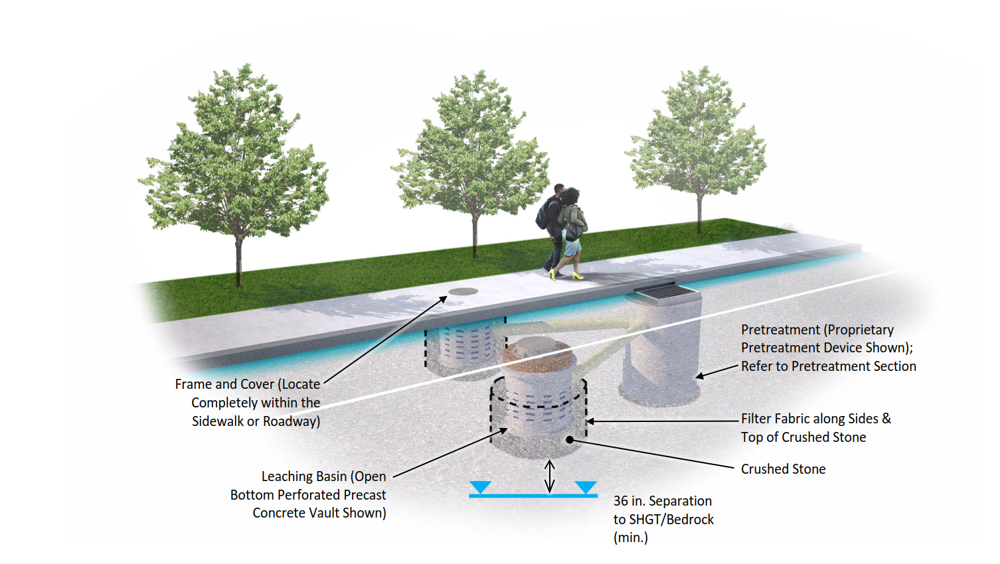 Pretreatment (Proprietary
Pretreatment Device Shown);
Refer to Pretreatment Section
Frame and Cover (Locate
Completely within the
Sidewalk or Roadway)
Filter Fabric along Sides &
Top of Crushed Stone
Leaching Basin (Open
Bottom Perforated Precast
Concrete Vault Shown)
Crushed Stone
36 in. Separation
to SHGT/Bedrock
(min.)